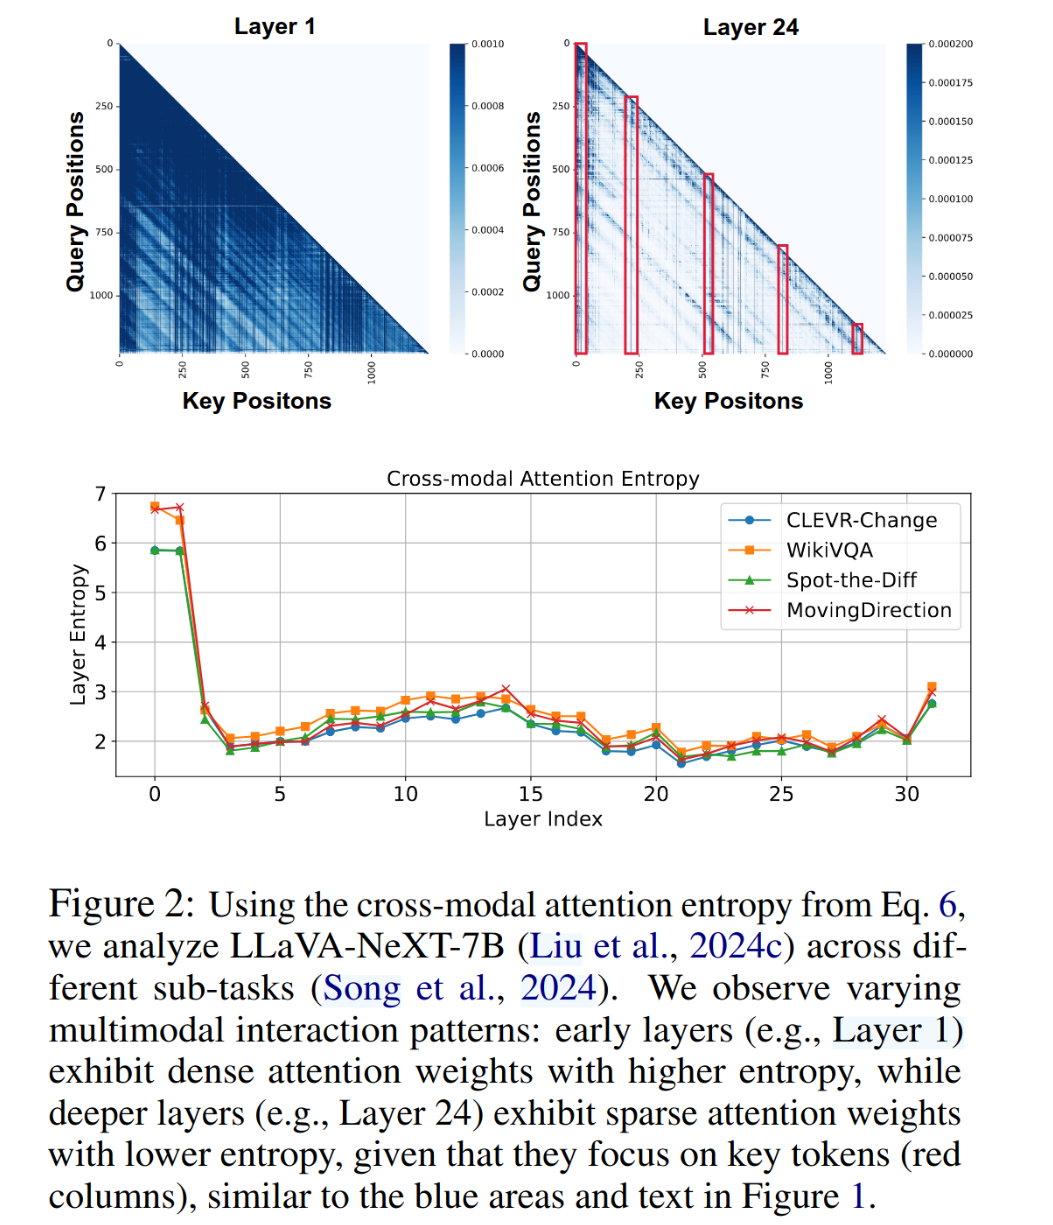 Layer 1
Layer 24
0
250
500
750
1000
Query Positions
0
250
500
750
1000
Key Positons
0.0010
0.0008
0.0006
0.0004
0.0002
0.0000
0
250
500
750
1000
Query Positions
0
250
500
750
1000
Key Positons
0.000200
0.000175
0.000150
0.000125
0.000100
0.000075
0.000050
0.000025
0.000000
Cross-modal Attention Entropy
7
6
5
4
3
2
Layer Entropy
CLEVR-Change
WikiVQA
Spot-the-Diff
MovingDirection
0
5
10
15
20
25
30
Layer Index
Figure 2: Using the cross-modal attention entropy from Eq. 6,
we analyze LLaVA-NeXT-7B (Liu et al., 2024c) across dif-
ferent sub-tasks (Song et al., 2024). We observe varying
multimodal interaction patterns: early layers (e.g., Layer 1)
exhibit dense attention weights with higher entropy, while
deeper layers (e.g., Layer 24) exhibit sparse attention weights
with lower entropy, given that they focus on key tokens (red
columns), similar to the blue areas and text in Figure 1.